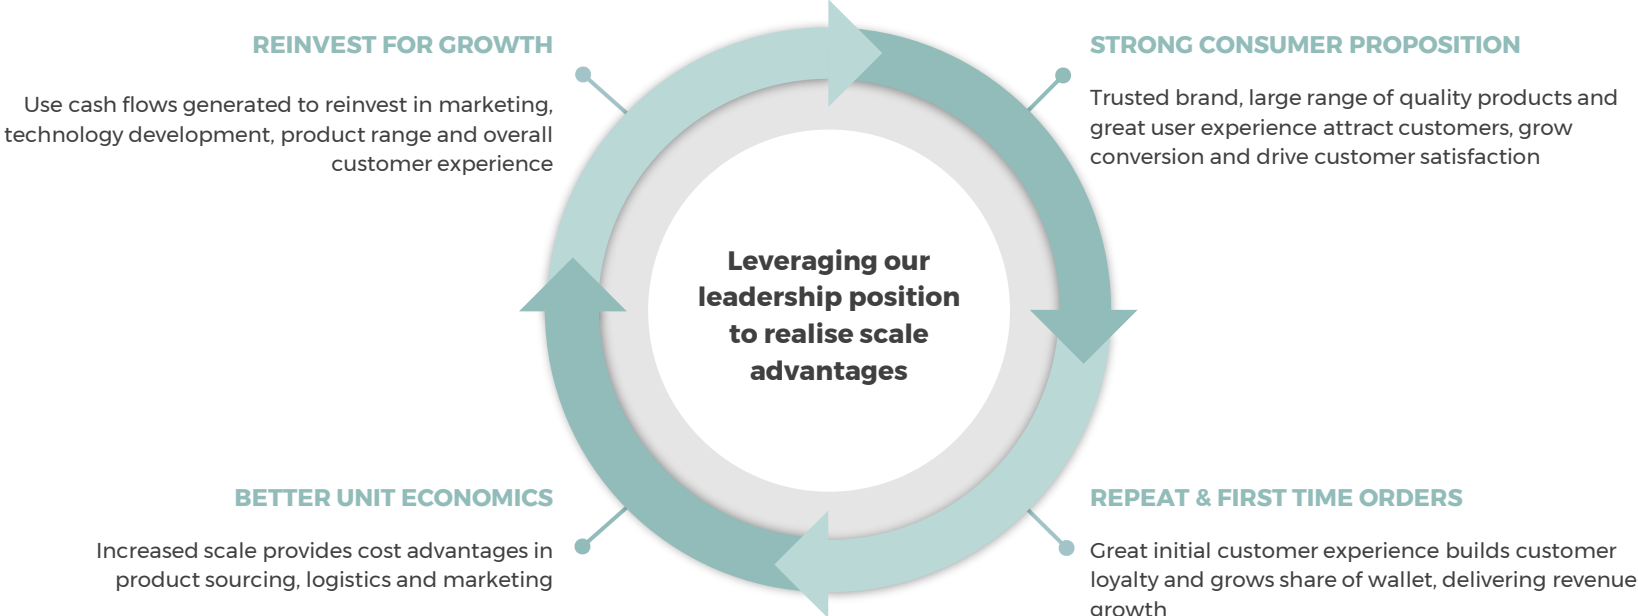 REINVEST FOR GROWTH
Use cash flows generated to reinvest in marketing,
technology development, product range and overall
customer experience
STRONG CONSUMER PROPOSITION
Trusted brand, large range of quality products and
great user experience attract customers, grow
conversion and drive customer satisfaction
Leveraging our
leadership position
to realise scale
advantages
BETTER UNIT ECONOMICS
Increased scale provides cost advantages in
product sourcing, logistics and marketing
REPEAT & FIRST TIME ORDERS
Great initial customer experience builds customer
loyalty and grows share of wallet, delivering revenue
growth